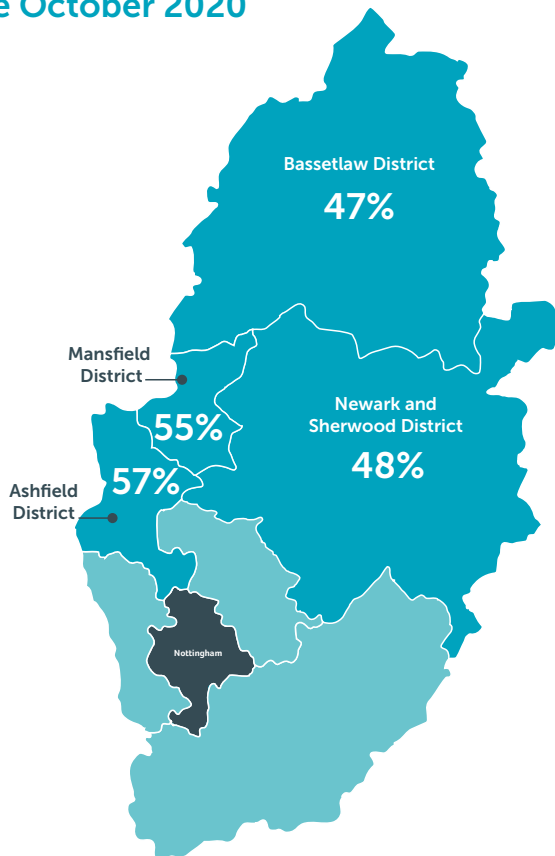 e October 2020
Bassetlaw District
47%
Mansfield
District
55%
Newark and
Sherwood District
48%
57%
Ashfield
District
Nottingham